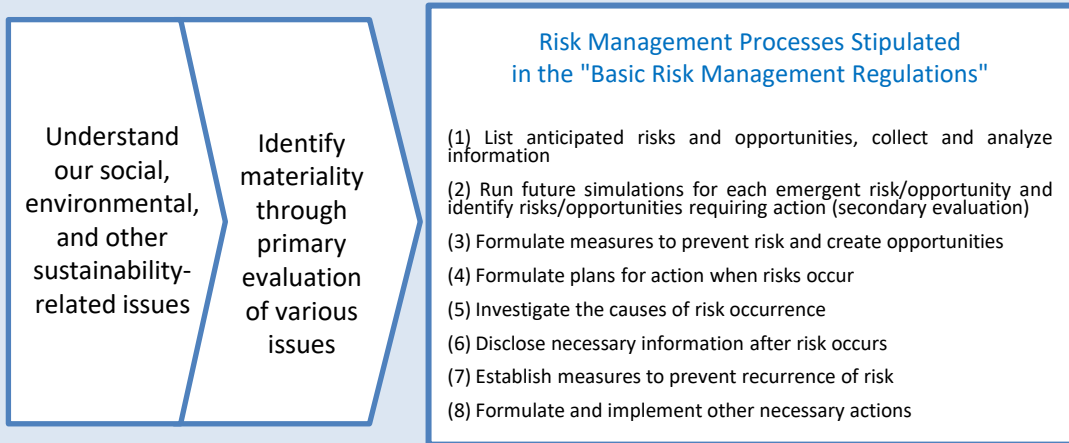 Understand
our social,
environmental,
and other
sustainability-
related issues
Identify
materiality
through
primary
evaluation
of various
issues
Risk Management Processes Stipulated
in the "Basic Risk Management Regulations"
(1) List anticipated risks and opportunities, collect and analyze
information
(2) Run future simulations for each emergent risk/opportunity and
identify risks/opportunities requiring action (secondary evaluation)
(3) Formulate measures to prevent risk and create opportunities
(4) Formulate plans for action when risks occur
(5) Investigate the causes of risk occurrence
(6) Disclose necessary information after risk occurs
(7) Establish measures to prevent recurrence of risk
(8) Formulate and implement other necessary actions